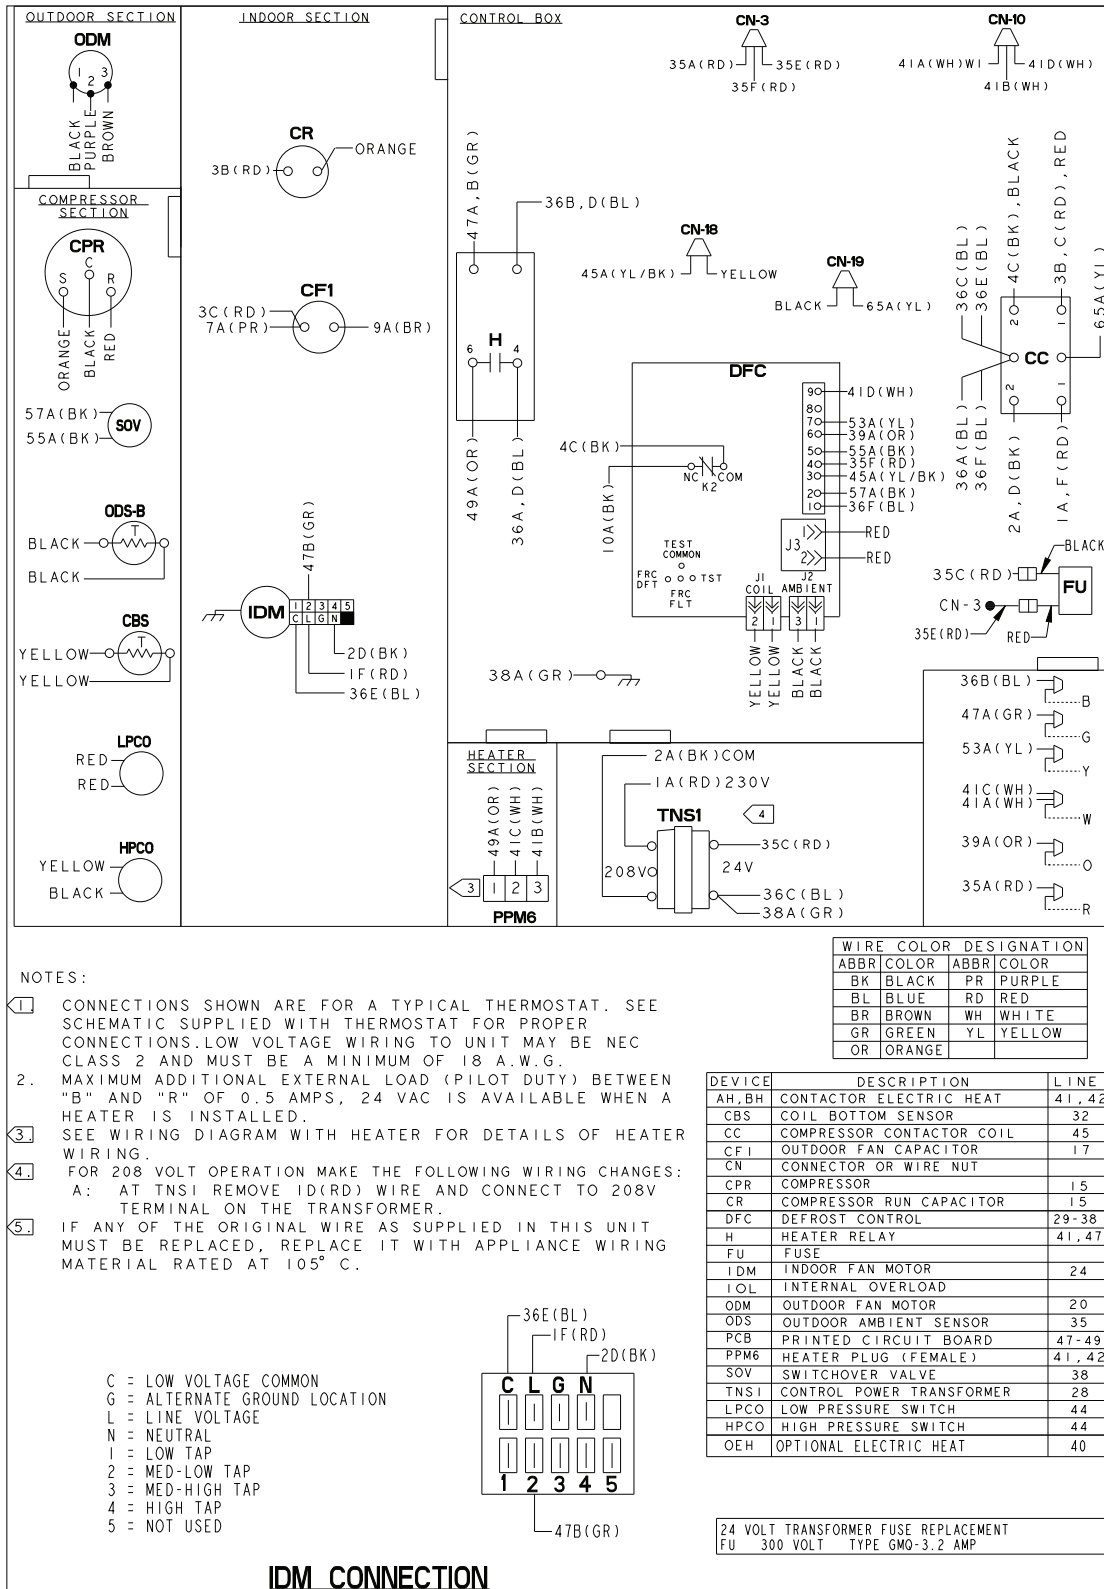 OUTDOOR SECTION
ODM
1 2 3
BLACK
PURPLE
BROWN
COMPRESSOR
SECTION
CPR
S C R
ORANGE
BLACK
RED
57A(BK)
55A(BK)
SOV
ODS-B
T
BLACK
BLACK
CBS
T
YELLOW
YELLOW
LPCO
RED
RED
HPCO
YELLOW
BLACK
INDOOR SECTION
CR
3B(RD)
ORANGE
CF1
3C(RD)
7A(PR)
9A(BR)
47B(GR)
IDM
1 2 3 4 5
C L G N
2D(BK)
1F(RD)
36E(BL)
CONTROL BOX
CN-3
35A(RD)
35E(RD)
35F(RD)
CN-10
41A(WH)W1
41D(WH)
41B(WH)
47A,B(GR)
36B,D(BL)
H
6
4
49A(OR)
36A,D(BL)
CN-18
45A(YL/BK)
YELLOW
CN-19
BLACK
65A(YL)
36C(BL)
36E(BL)
4C(BK),BLACK
3B,C(RD),RED
65A(YL)
2
1
CC
2
1
36A(BL)
36F(BL)
2A,D(BK)
1A,F(RD)
DFC
4C(BK)
10A(BK)
NC
COM
K2
9
41D(WH)
8
7
53A(YL)
6
39A(OR)
5
55A(BK)
4
35F(RD)
3
45A(YL/BK)
2
57A(BK)
1
36F(BL)
J3
1
RED
2
RED
TEST
COMMON
FRC
DFT
TST
FRC
FLT
J1
COIL
J2
AMBIENT
2
1
3
1
YELLOW
YELLOW
BLACK
BLACK
38A(GR)
BLACK
35C(RD)
FU
CN-3
35E(RD)
RED
36B(BL)
B
47A(GR)
G
53A(YL)
Y
41C(WH)
41A(WH)
W
39A(OR)
O
35A(RD)
R
HEATER
SECTION
49A(OR)
41C(WH)
41B(WH)
3
1 2 3
PPM6
2A(BK)COM
1A(RD)230V
TNS1
4
35C(RD)
208V
24V
36C(BL)
38A(GR)
WIRE COLOR DESIGNATION
ABBR COLOR ABBR COLOR
BK BLACK PR PURPLE
BL BLUE RD RED
BR BROWN WH WHITE
GR GREEN YL YELLOW
OR ORANGE
NOTES:
1. CONNECTIONS SHOWN ARE FOR A TYPICAL THERMOSTAT. SEE
SCHEMATIC SUPPLIED WITH THERMOSTAT FOR PROPER
CONNECTIONS.LOW VOLTAGE WIRING TO UNIT MAY BE NEC
CLASS 2 AND MUST BE A MINIMUM OF 18 A.W.G.
2. MAXIMUM ADDITIONAL EXTERNAL LOAD (PILOT DUTY) BETWEEN
"B" AND "R" OF 0.5 AMPS, 24 VAC IS AVAILABLE WHEN A
HEATER IS INSTALLED.
3. SEE WIRING DIAGRAM WITH HEATER FOR DETAILS OF HEATER
WIRING.
4. FOR 208 VOLT OPERATION MAKE THE FOLLOWING WIRING CHANGES:
A: AT TNS1 REMOVE 1D(RD) WIRE AND CONNECT TO 208V
TERMINAL ON THE TRANSFORMER.
5. IF ANY OF THE ORIGINAL WIRE AS SUPPLIED IN THIS UNIT
MUST BE REPLACED, REPLACE IT WITH APPLIANCE WIRING
MATERIAL RATED AT 105° C.
DEVICE DESCRIPTION LINE
AH,BH CONTACTOR ELECTRIC HEAT 41,42
CBS COIL BOTTOM SENSOR 32
CC COMPRESSOR CONTACTOR COIL 45
CF1 OUTDOOR FAN CAPACITOR 17
CN CONNECTOR OR WIRE NUT
CPR COMPRESSOR 15
CR COMPRESSOR RUN CAPACITOR 15
DFC DEFROST CONTROL 29-38
H HEATER RELAY 41,47
FU FUSE
IDM INDOOR FAN MOTOR 24
IOL INTERNAL OVERLOAD
ODM OUTDOOR FAN MOTOR 20
ODS OUTDOOR AMBIENT SENSOR 35
PCB PRINTED CIRCUIT BOARD 47-49
PPM6 HEATER PLUG (FEMALE) 41,42
SOV SWITCHOVER VALVE 38
TNS1 CONTROL POWER TRANSFORMER 28
LPCO LOW PRESSURE SWITCH 44
HPCO HIGH PRESSURE SWITCH 44
OEH OPTIONAL ELECTRIC HEAT 40
C = LOW VOLTAGE COMMON
G = ALTERNATE GROUND LOCATION
L = LINE VOLTAGE
N = NEUTRAL
1 = LOW TAP
2 = MED-LOW TAP
3 = MED-HIGH TAP
4 = HIGH TAP
5 = NOT USED
36E(BL)
1F(RD)
2D(BK)
C L G N
1 2 3 4 5
47B(GR)
IDM CONNECTION
24 VOLT TRANSFORMER FUSE REPLACEMENT
FU 300 VOLT TYPE GMQ-3.2 AMP